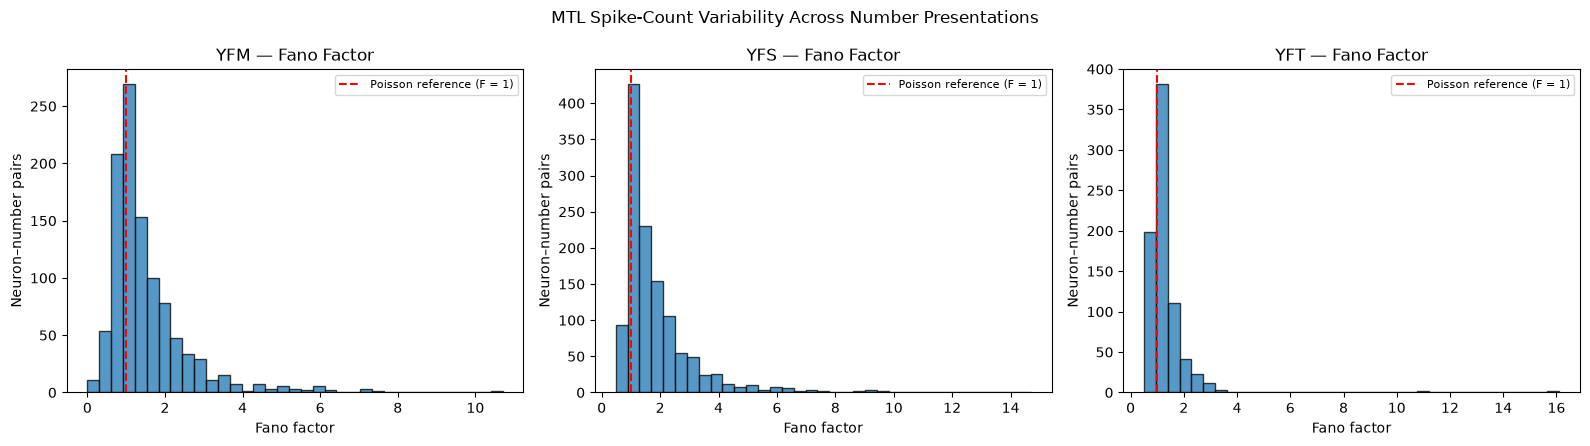 MTL Spike-Count Variability Across Number Presentations
YFM — Fano Factor
Poisson reference (F = 1)
Neuron–number pairs
250
200
150
100
50
0
0 2 4 6 8 10
Fano factor
YFS — Fano Factor
Poisson reference (F = 1)
Neuron–number pairs
400
350
300
250
200
150
100
50
0
0 2 4 6 8 10 12 14
Fano factor
YFT — Fano Factor
Poisson reference (F = 1)
Neuron–number pairs
400
350
300
250
200
150
100
50
0
0 2 4 6 8 10 12 14 16
Fano factor